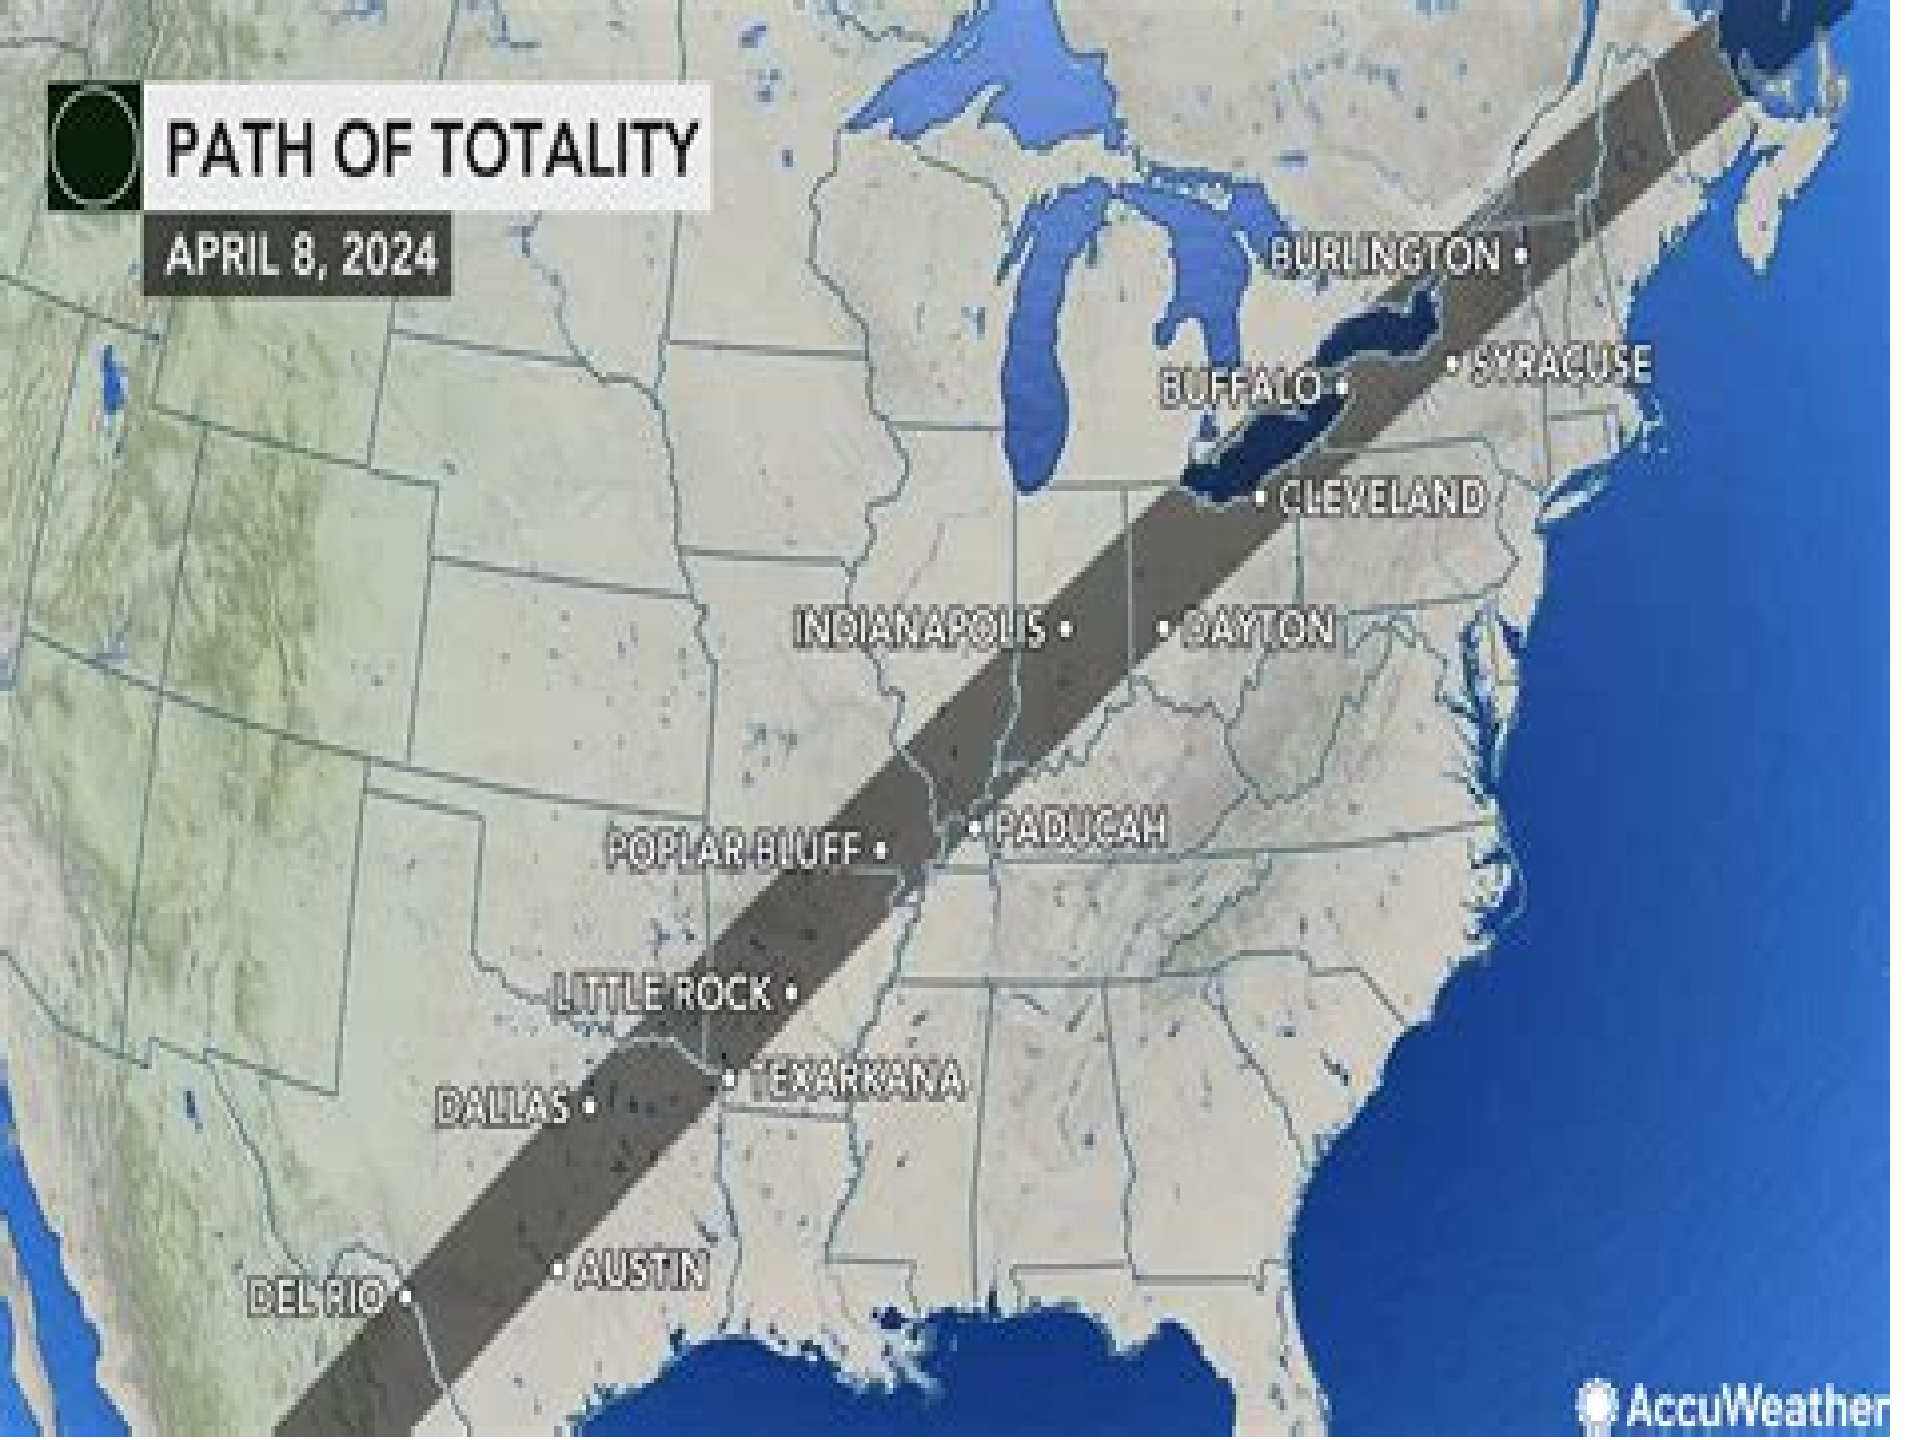 PATH OF TOTALITY
APRIL 8, 2024
BURLINGTON
SYRACUSE
BUFFALO
CLEVELAND
INDIANAPOLIS
DAYTON
PADUCAH
POPLAR BLUFF
LITTLE ROCK
TEXARKANA
DALLAS
AUSTIN
DEL RIO
AccuWeather